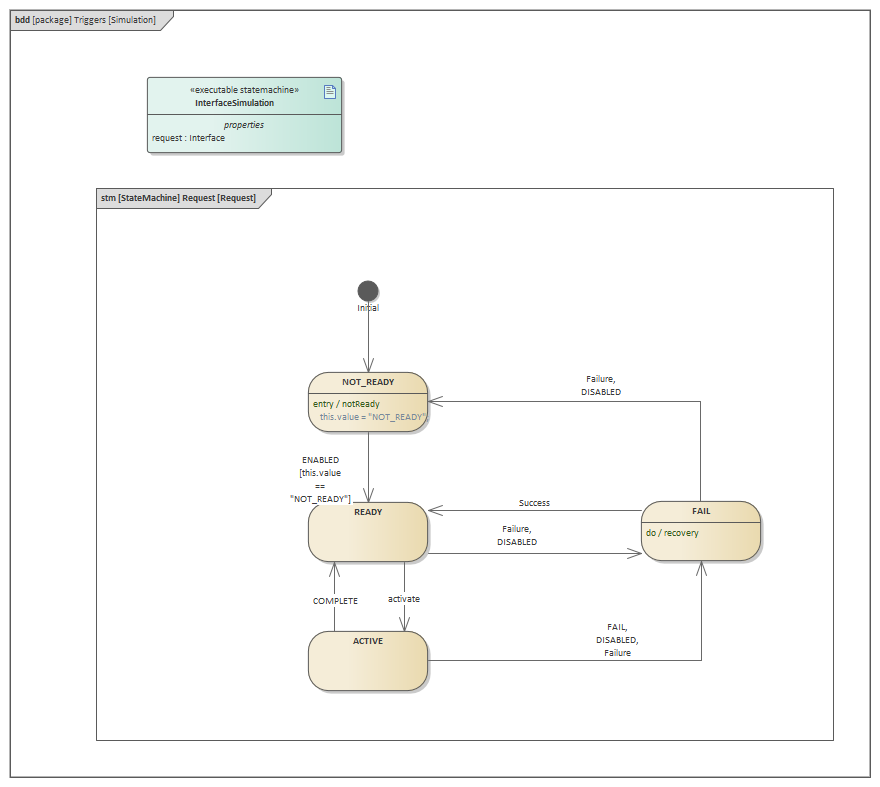 bdd [package] Triggers [Simulation]
«executable statemachine»
InterfaceSimulation
properties
request : Interface
stm [StateMachine] Request [Request]
Initial
NOT_READY
entry / notReady
this.value = "NOT_READY";
Failure,
DISABLED
ENABLED
[this.value
==
"NOT_READY"]
READY
Success
Failure,
DISABLED
FAIL
do / recovery
COMPLETE
activate
ACTIVE
FAIL,
DISABLED,
Failure